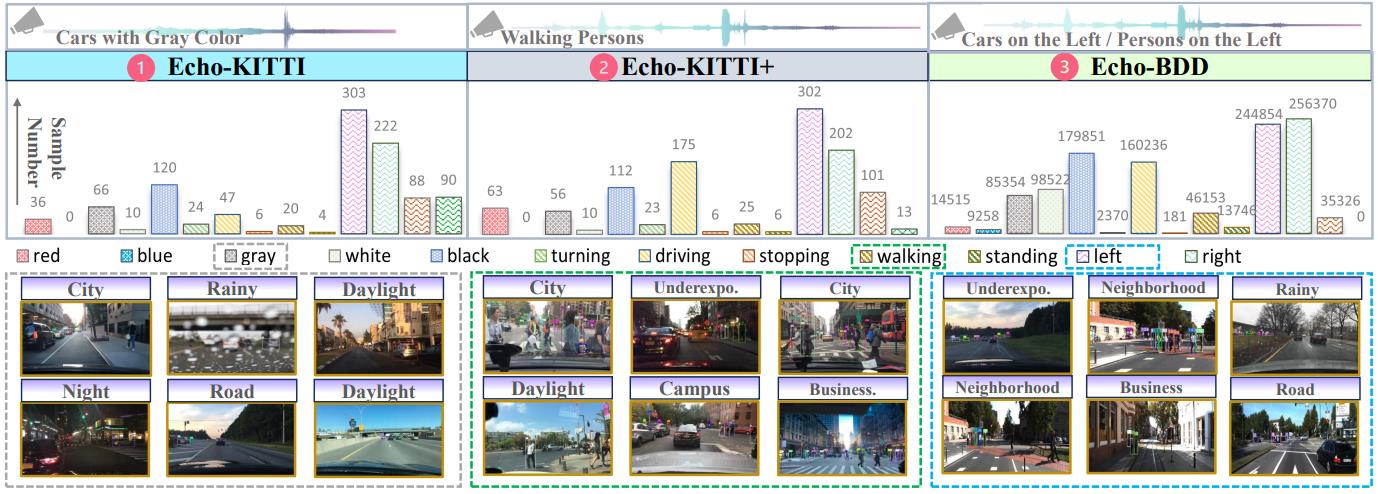 Cars with Gray Color
Walking Persons
Cars on the Left / Persons on the Left
1 Echo-KITTI
2 Echo-KITTI+
3 Echo-BDD
Sample
Number
36 0 66 10 120 24 47 6 20 4 303 222 88 90
63 0 56 10 112 23 175 6 25 6 302 202 101 13
14515 9258 85354 98522 179851 2370 160236 181 46153 13746 244854 256370 35326 0
red blue gray white black turning driving stopping walking standing left right
City Rainy Daylight
Night Road Daylight
City Underexpo. City
Daylight Campus Business.
Underexpo. Neighborhood Rainy
Neighborhood Business Road